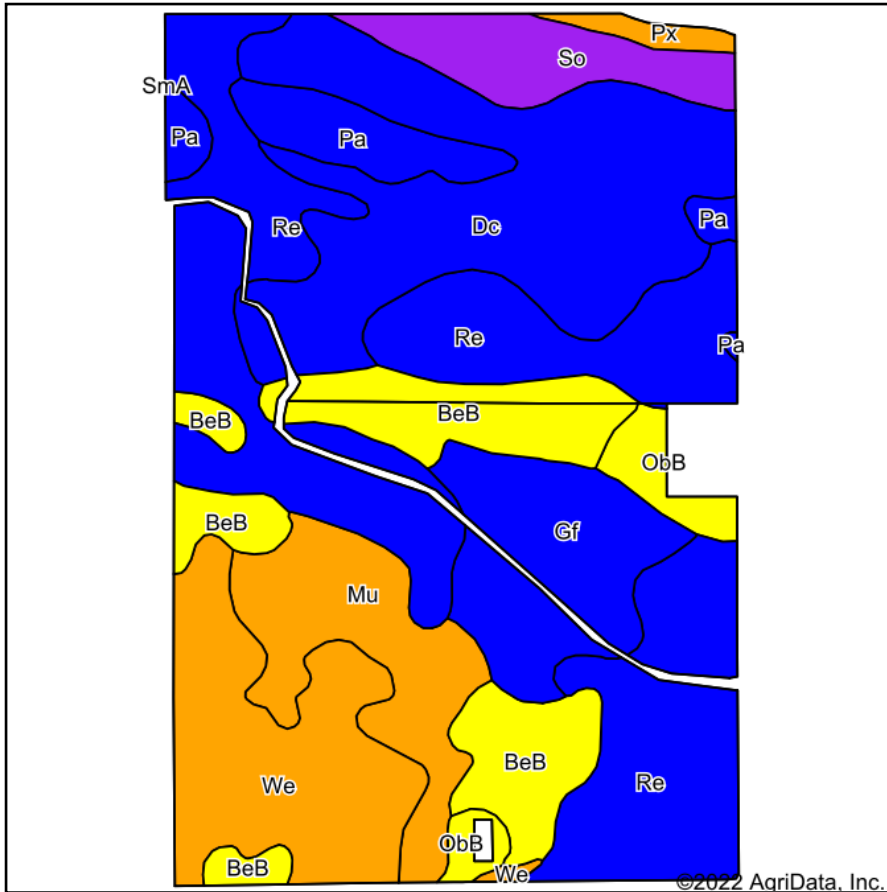 Px
So
SmA
Pa
Pa
Pa
Re
Dc
Re
Pa
BeB
BeB
ObB
BeB
Gf
Mu
BeB
We
Re
ObB
BeB
We
©2022 AgriData, Inc.